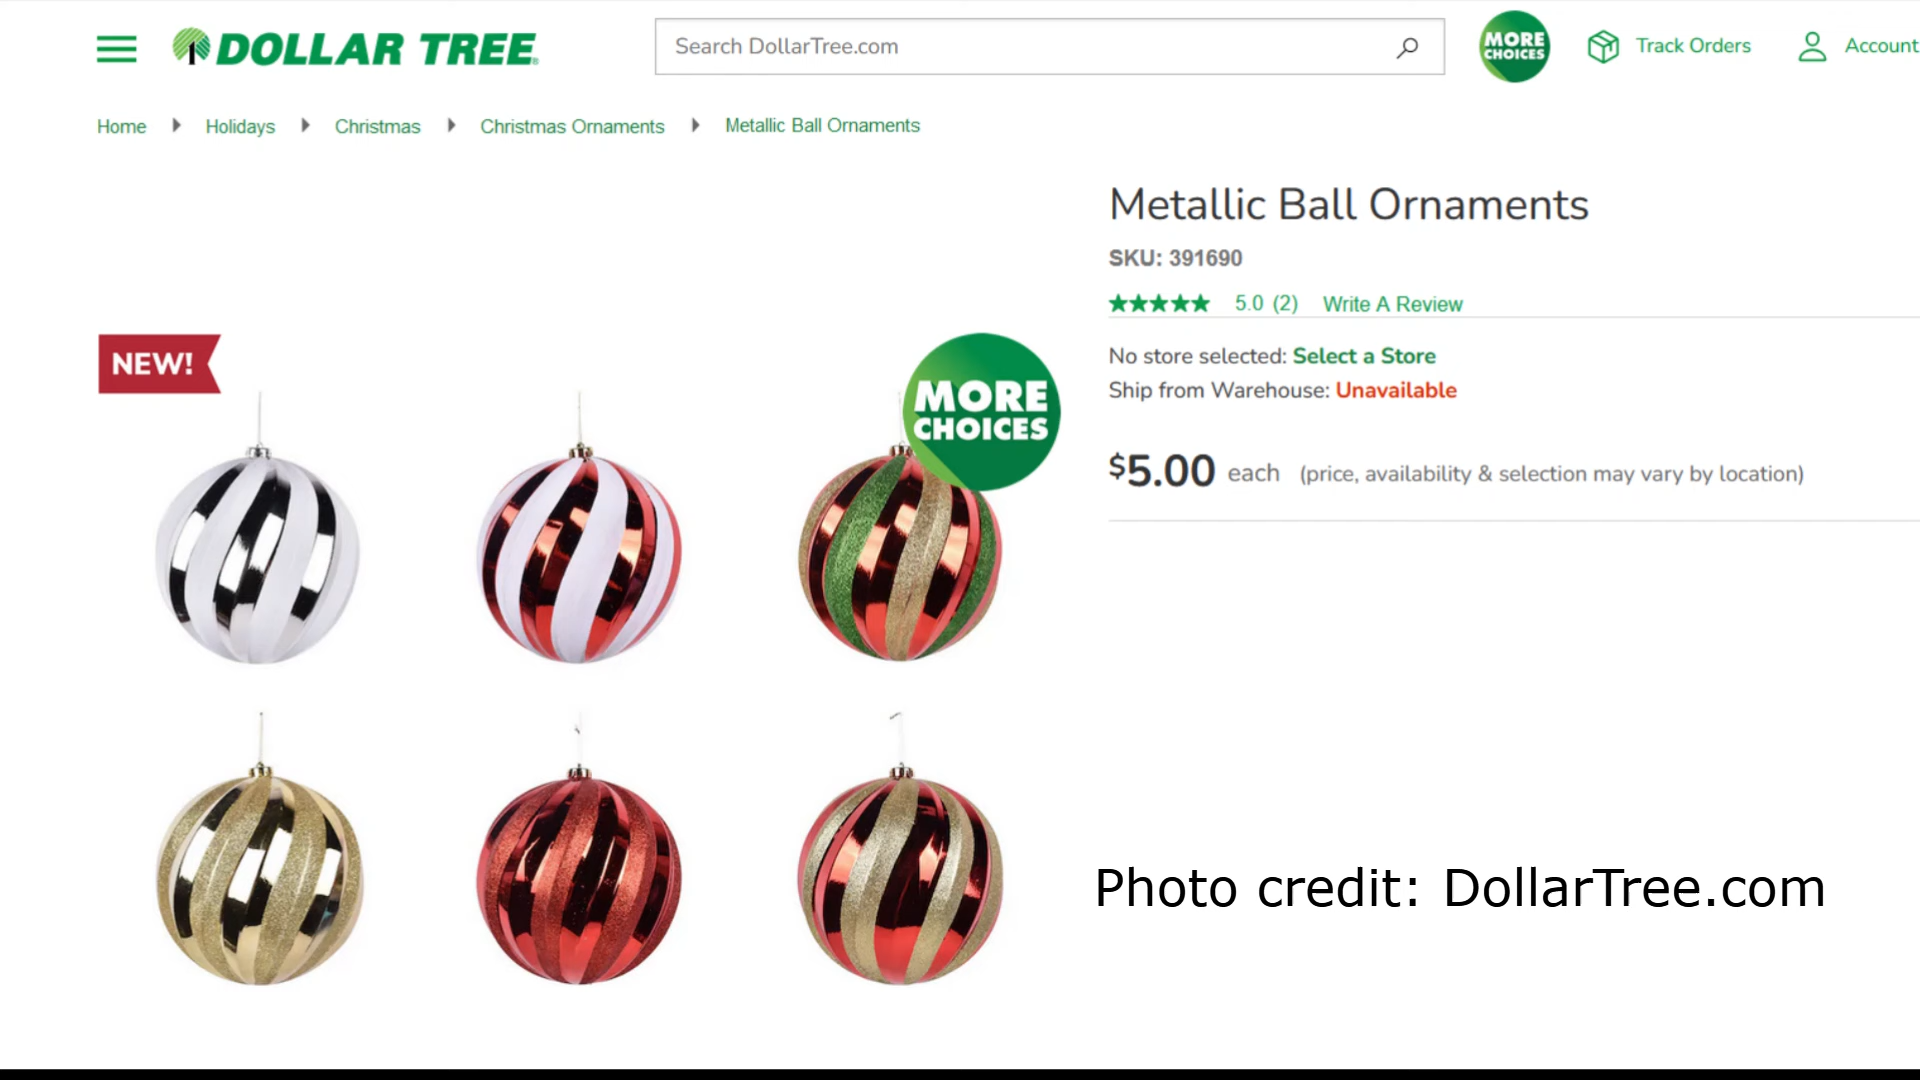 DOLLAR TREE
Search DollarTree.com
MORE
CHOICES
Track Orders
Account
Home
Holidays
Christmas
Christmas Ornaments
Metallic Ball Ornaments
Metallic Ball Ornaments
SKU: 391690
5.0 (2) Write A Review
No store selected: Select a Store
Ship from Warehouse: Unavailable
$5.00 each (price, availability & selection may vary by location)
NEW!
MORE
CHOICES
Photo credit: DollarTree.com